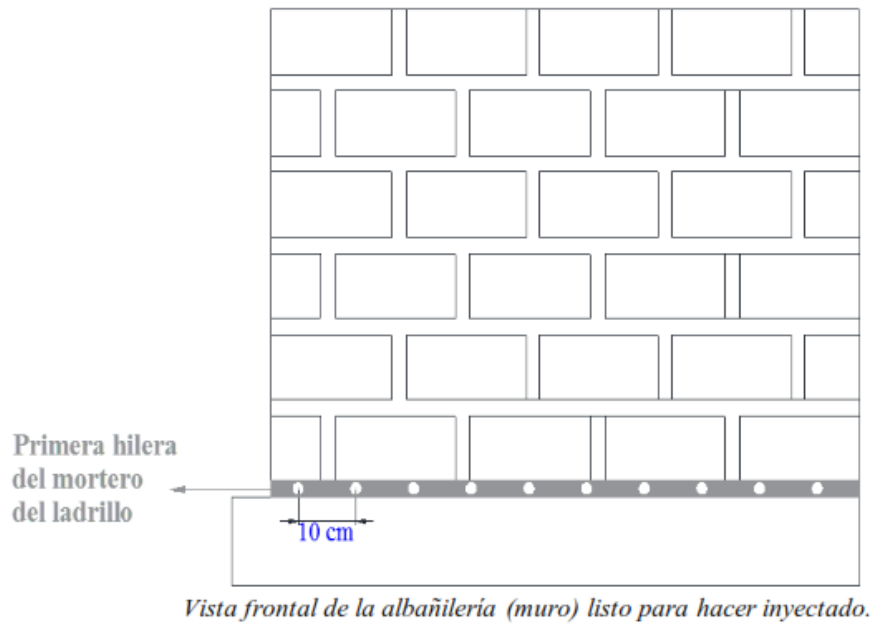 Primera hilera
del mortero
del ladrillo
10 cm
Vista frontal de la albañilería (muro) listo para hacer inyectado.